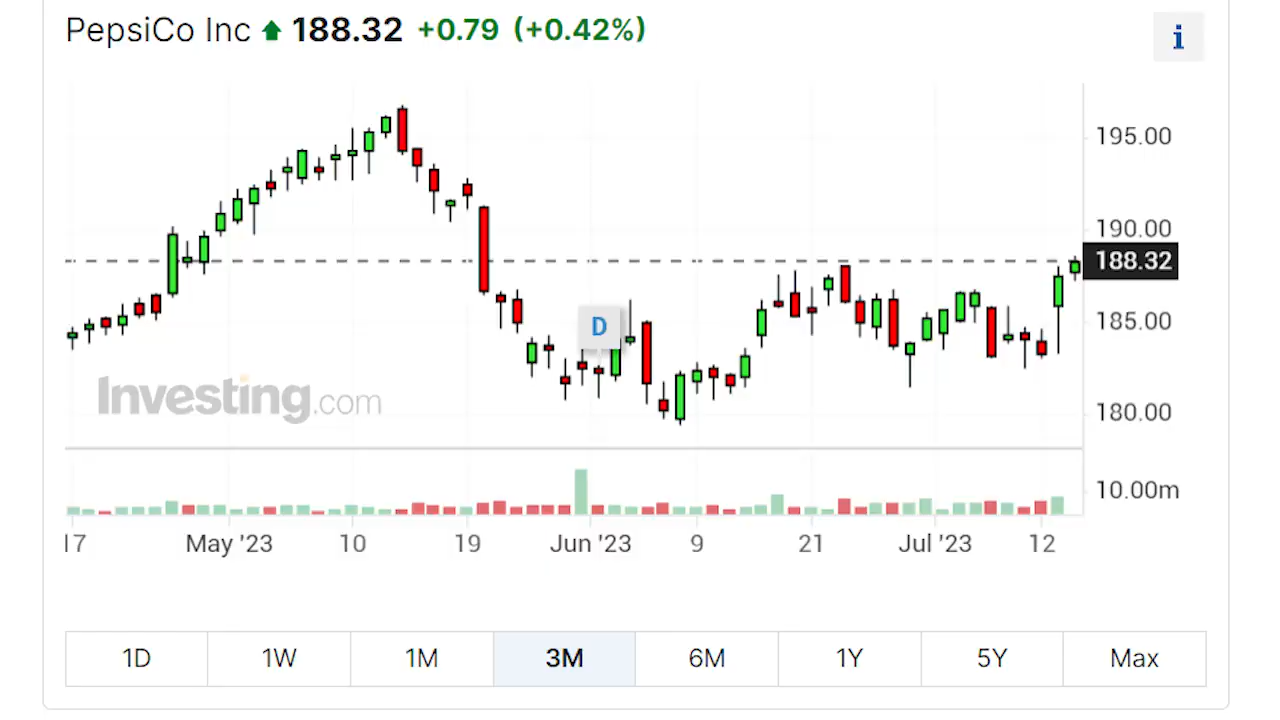 PepsiCo Inc 188.32 +0.79 (+0.42%)
i
195.00
190.00
188.32
185.00
D
180.00
Investing.com
10.00m
17 May '23 10 19 Jun '23 9 21 Jul '23 12
1D 1W 1M 3M 6M 1Y 5Y Max